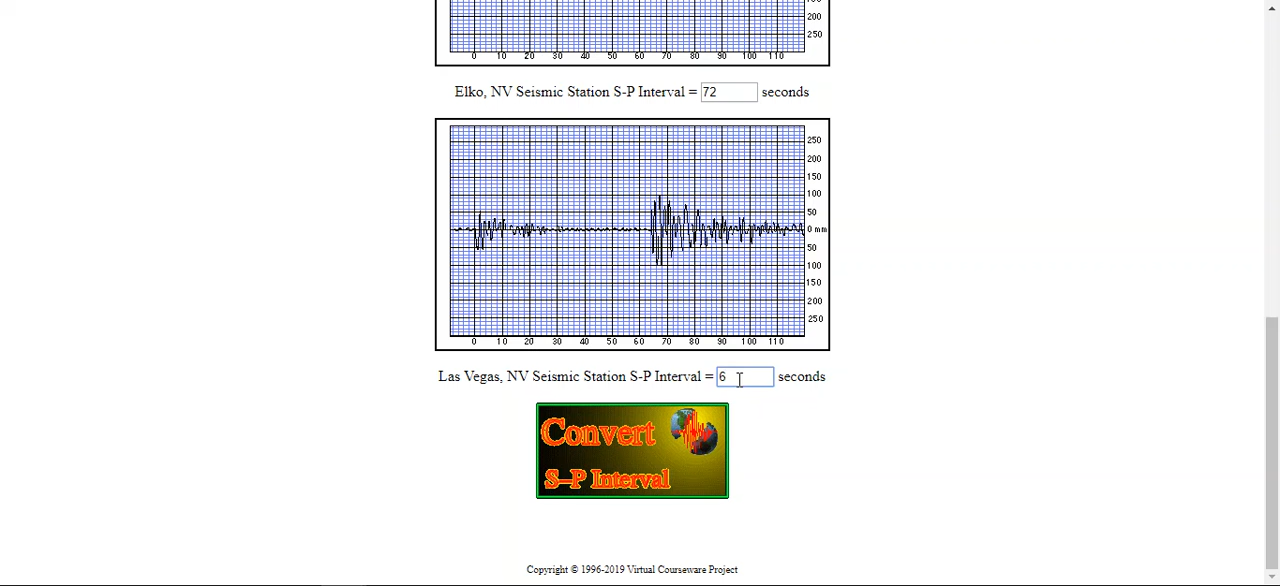 200
250
0 10 20 30 40 50 60 70 80 90 100 110
Elko, NV Seismic Station S-P Interval = 72 seconds
250
200
150
100
50
0 mm
50
100
150
200
250
0 10 20 30 40 50 60 70 80 90 100 110
Las Vegas, NV Seismic Station S-P Interval = 6 seconds
Convert
S-P Interval
Copyright © 1996-2019 Virtual Courseware Project